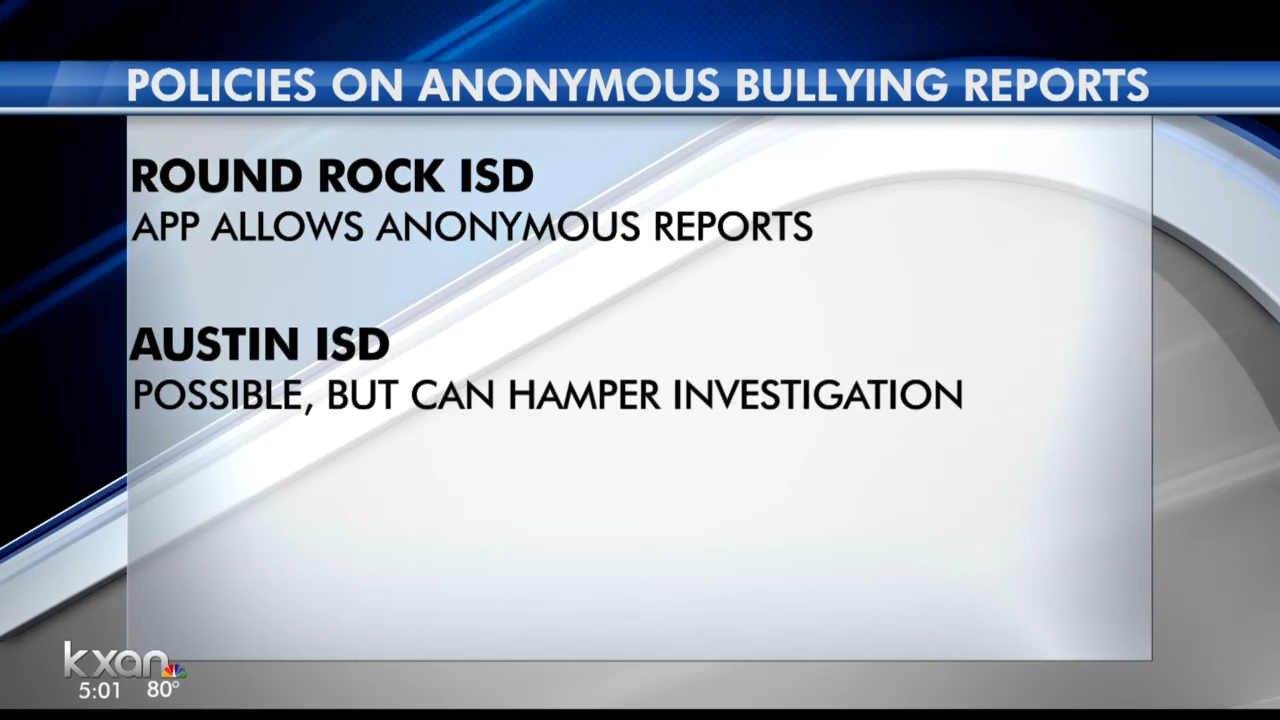 POLICIES ON ANONYMOUS BULLYING REPORTS
ROUND ROCK ISD
APP ALLOWS ANONYMOUS REPORTS
AUSTIN ISD
POSSIBLE, BUT CAN HAMPER INVESTIGATION
kxan
5:01 80°